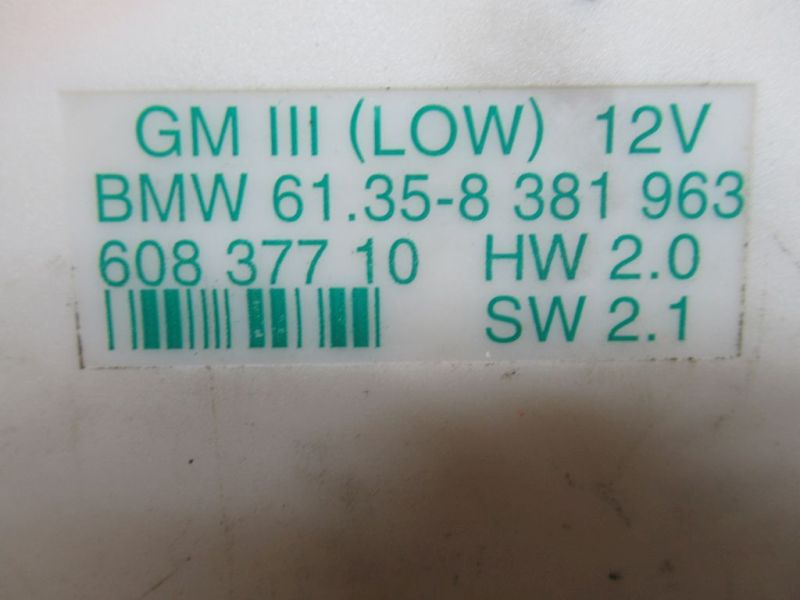 GM III (LOW) 12V
BMW 61.35-8 381 963
608 377 10 HW 2.0
SW 2.1